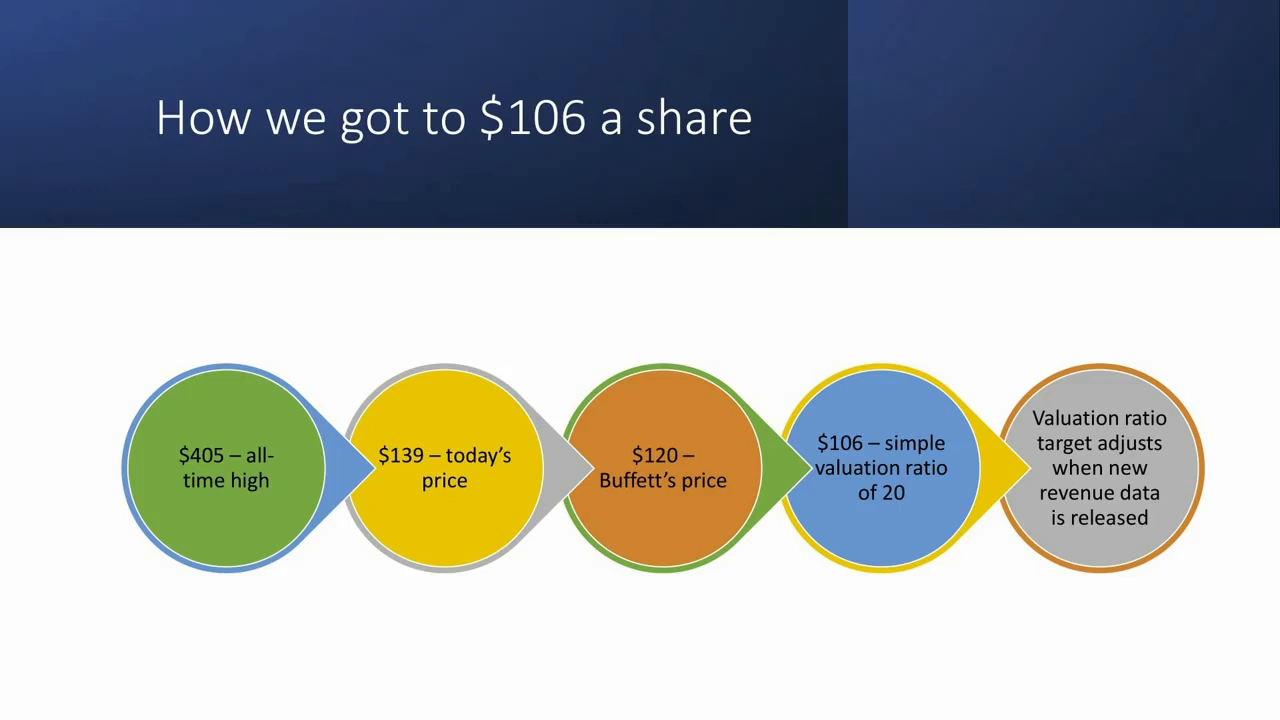 How we got to $106 a share
$405 – all-
time high
$139 – today’s
price
$120 –
Buffett’s price
$106 – simple
valuation ratio
of 20
Valuation ratio
target adjusts
when new
revenue data
is released